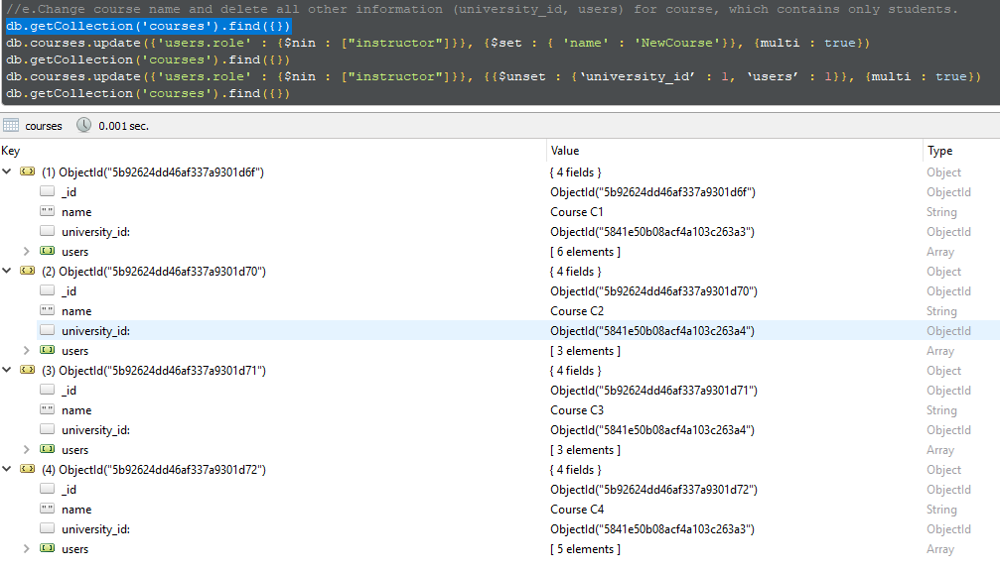 //e.Change course name and delete all other information (university_id, users) for course, which contains only students.
db.getCollection('courses').find({})
db.courses.update({'users.role' : {$nin : ["instructor"]}}, {$set : { 'name' : 'NewCourse'}}, {multi : true})
db.getCollection('courses').find({})
db.courses.update({'users.role' : {$nin : ["instructor"]}}, {{$unset : {‘university_id’ : 1, ‘users’ : 1}}, {multi : true})
db.getCollection('courses').find({})
courses 0.001 sec.
Key Value Type
(1) ObjectId("5b92624dd46af337a9301d6f") { 4 fields } Object
_id ObjectId("5b92624dd46af337a9301d6f") ObjectId
name Course C1 String
university_id: ObjectId("5841e50b08acf4a103c263a3") ObjectId
users [ 6 elements ] Array
(2) ObjectId("5b92624dd46af337a9301d70") { 4 fields } Object
_id ObjectId("5b92624dd46af337a9301d70") ObjectId
name Course C2 String
university_id: ObjectId("5841e50b08acf4a103c263a4") ObjectId
users [ 3 elements ] Array
(3) ObjectId("5b92624dd46af337a9301d71") { 4 fields } Object
_id ObjectId("5b92624dd46af337a9301d71") ObjectId
name Course C3 String
university_id: ObjectId("5841e50b08acf4a103c263a4") ObjectId
users [ 3 elements ] Array
(4) ObjectId("5b92624dd46af337a9301d72") { 4 fields } Object
_id ObjectId("5b92624dd46af337a9301d72") ObjectId
name Course C4 String
university_id: ObjectId("5841e50b08acf4a103c263a3") ObjectId
users [ 5 elements ] Array